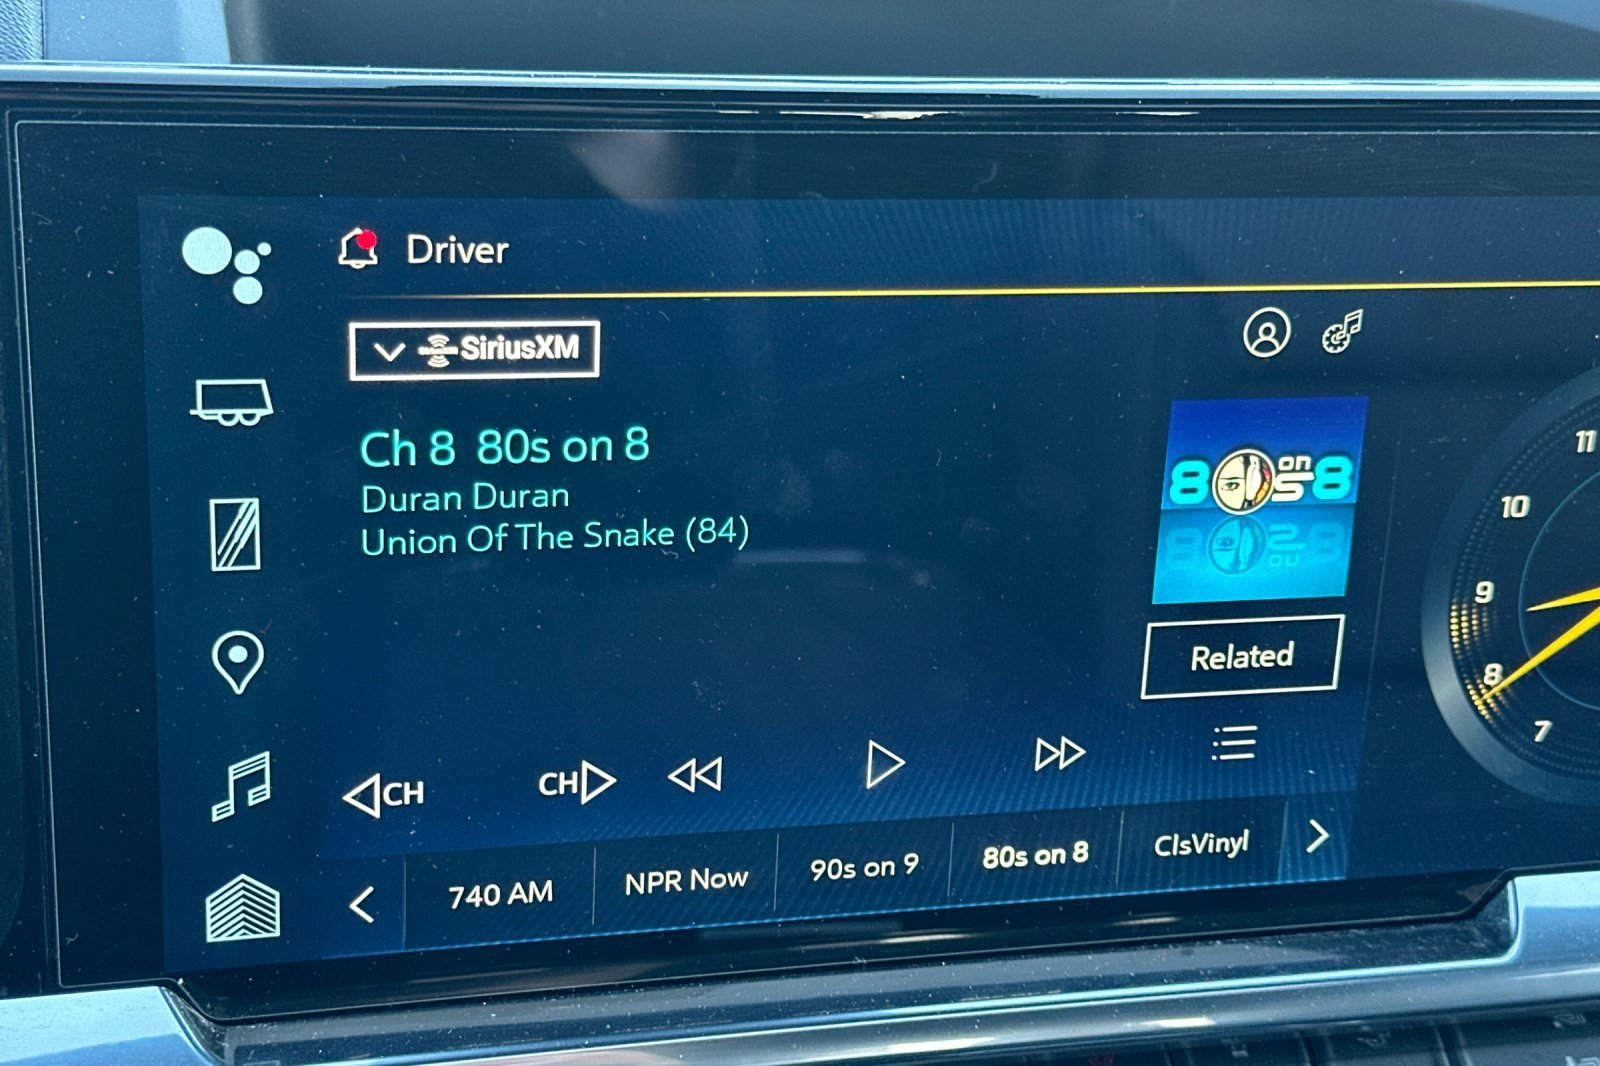 Driver
SiriusXM
Ch 8 80s on 8
Duran Duran
Union Of The Snake (84)
80s on 8
Related
CH
CH
740 AM
NPR Now
90s on 9
80s on 8
ClsVinyl
11
10
9
8
7